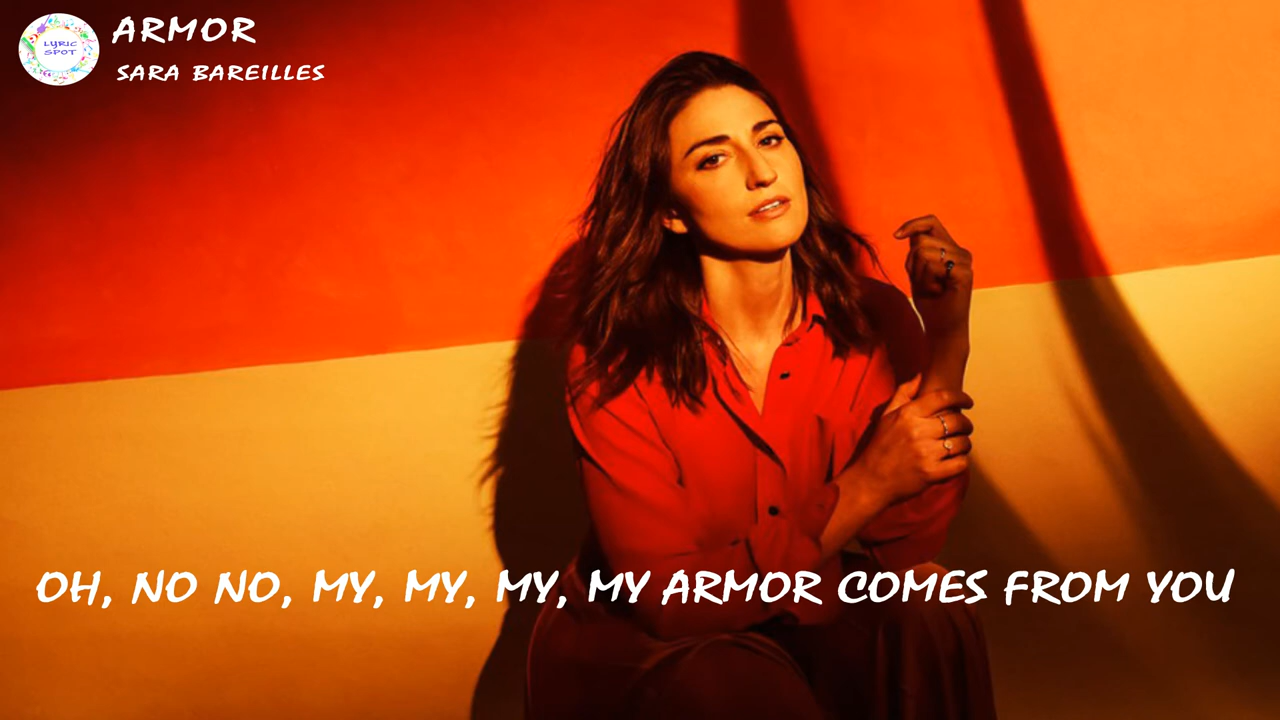 LYRIC
SPOT
ARMOR
SARA BAREILLES
OH, NO NO, MY, MY, MY, MY ARMOR COMES FROM YOU